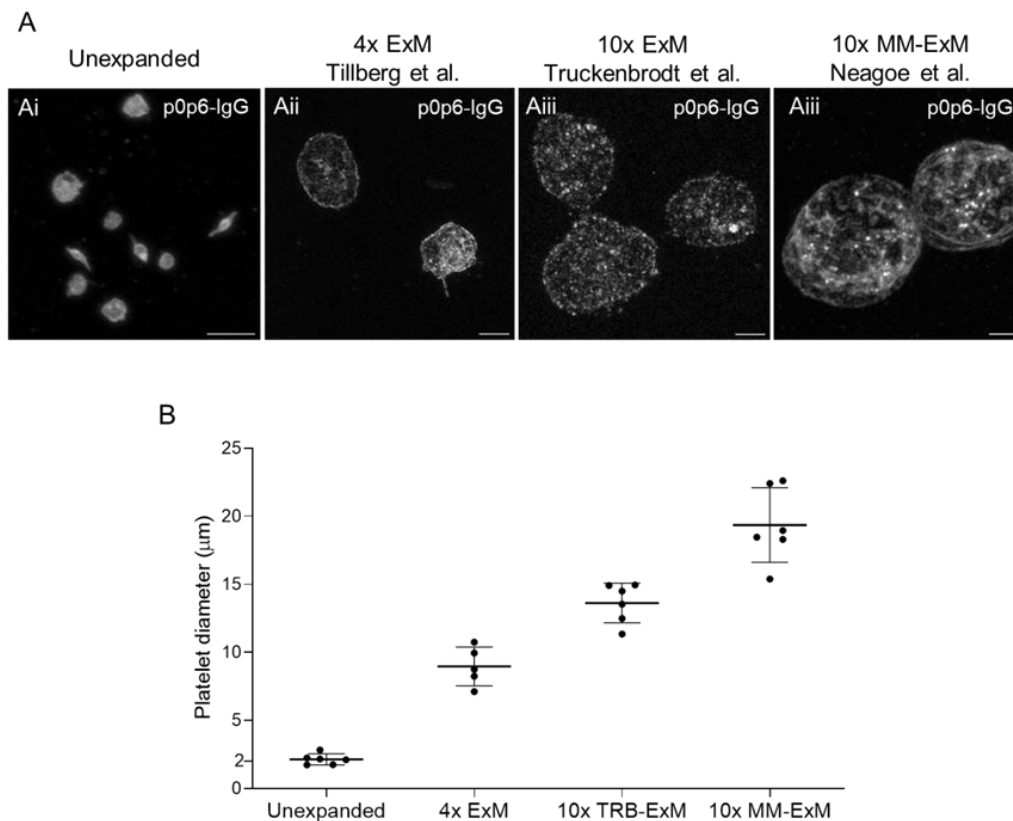 A
Unexpanded
4x ExM
Tillberg et al.
10x ExM
Truckenbrodt et al.
10x MM-ExM
Neagoe et al.
Ai
p0p6-IgG
Aii
p0p6-IgG
Aiii
p0p6-IgG
Aiii
p0p6-IgG
B
Platelet diameter (μm)
25
20
15
10
5
2
0
Unexpanded
4x ExM
10x TRB-ExM
10x MM-ExM